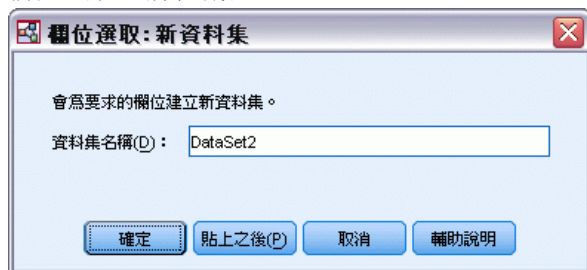 欄位選取:新資料集
會為要求的欄位建立新資料集。
資料集名稱(D): DataSet2
確定 貼上之後(P) 取消 輔助說明